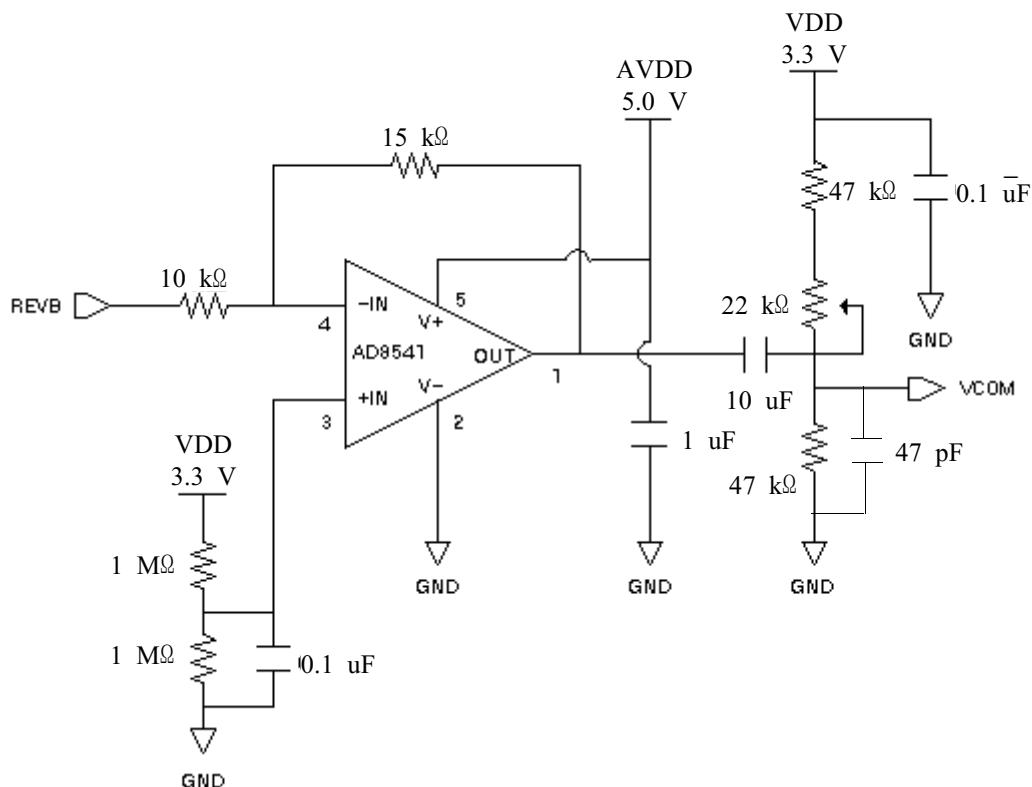 VDD
3.3 V
AVDD
5.0 V
15 kΩ
47 kΩ
0.1 uF
10 kΩ
REVB
-IN
4
5
V+
22 kΩ
GND
AD8541
OUT
1
+IN
3
V-
2
10 uF
VCOM
VDD
3.3 V
1 uF
47 kΩ
47 pF
1 MΩ
GND
GND
GND
1 MΩ
0.1 uF
GND